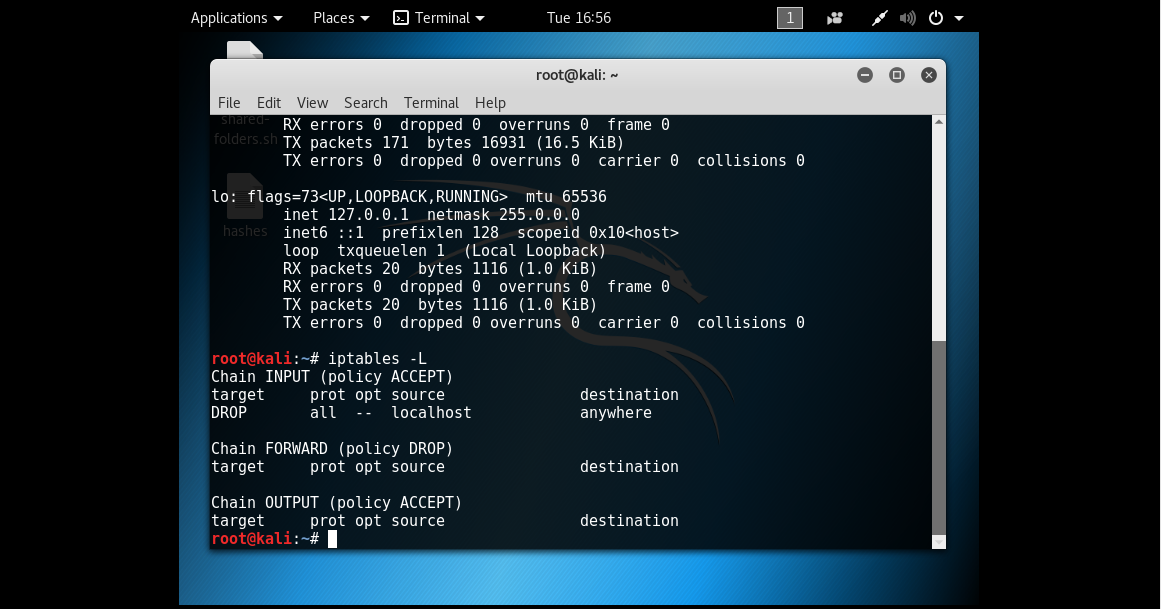 Applications Places Terminal Tue 16:56 1
root@kali: ~
File Edit View Search Terminal Help
shared-
folders.sh
hashes
RX errors 0  dropped 0  overruns 0  frame 0
TX packets 171  bytes 16931 (16.5 KiB)
TX errors 0  dropped 0 overruns 0  carrier 0  collisions 0
lo: flags=73<UP,LOOPBACK,RUNNING>  mtu 65536
inet 127.0.0.1  netmask 255.0.0.0
inet6 ::1  prefixlen 128  scopeid 0x10<host>
loop  txqueuelen 1  (Local Loopback)
RX packets 20  bytes 1116 (1.0 KiB)
RX errors 0  dropped 0  overruns 0  frame 0
TX packets 20  bytes 1116 (1.0 KiB)
TX errors 0  dropped 0 overruns 0  carrier 0  collisions 0
root@kali:~# iptables -L
Chain INPUT (policy ACCEPT)
target     prot opt source               destination
DROP       all  --  localhost            anywhere
Chain FORWARD (policy DROP)
target     prot opt source               destination
Chain OUTPUT (policy ACCEPT)
target     prot opt source               destination
root@kali:~#